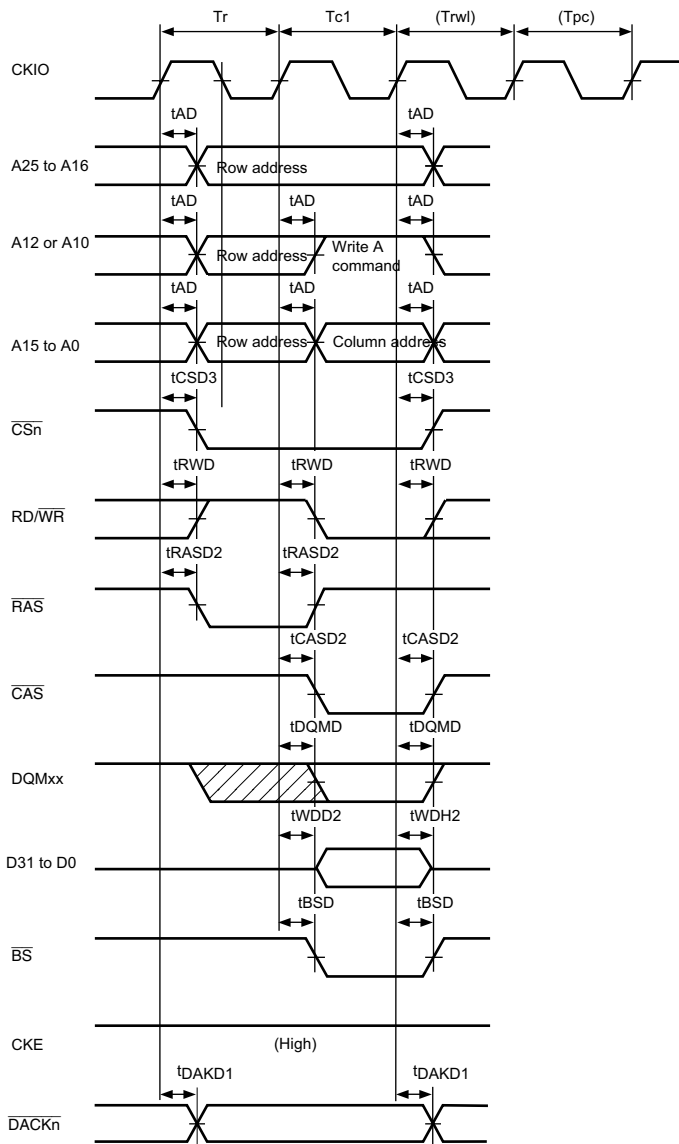 Tr Tc1 (Trwl) (Tpc)
CKIO
tAD tAD
A25 to A16 Row address
tAD tAD tAD
A12 or A10 Row address Write A command
tAD tAD tAD
A15 to A0 Row address Column address
tCSD3 tCSD3
CSn
tRWD tRWD tRWD
RD/WR
tRASD2 tRASD2
RAS
tCASD2 tCASD2
CAS
tDQMD tDQMD
DQMxx
tWDD2 tWDH2
D31 to D0
tBSD tBSD
BS
CKE (High)
tDAKD1 tDAKD1
DACKn